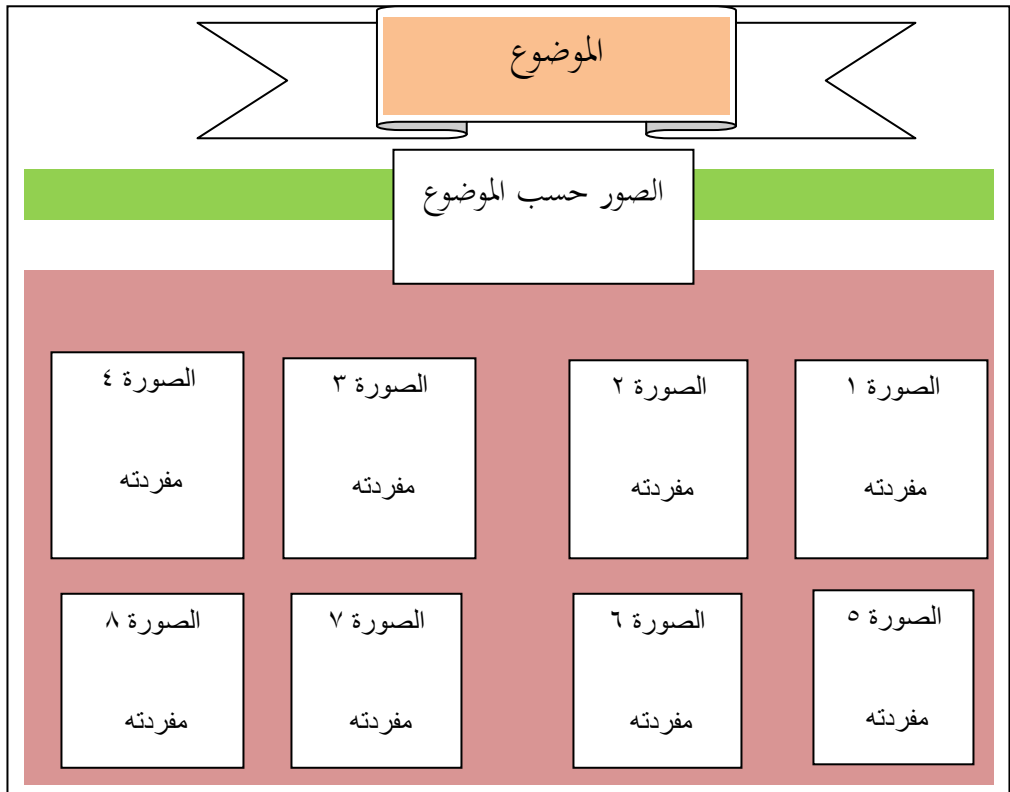 الموضوع
الصور حسب الموضوع
الصورة ١
مفردته
الصورة ٢
مفردته
الصورة ٣
مفردته
الصورة ٤
مفردته
الصورة ٥
مفردته
الصورة ٦
مفردته
الصورة ٧
مفردته
الصورة ٨
مفردته